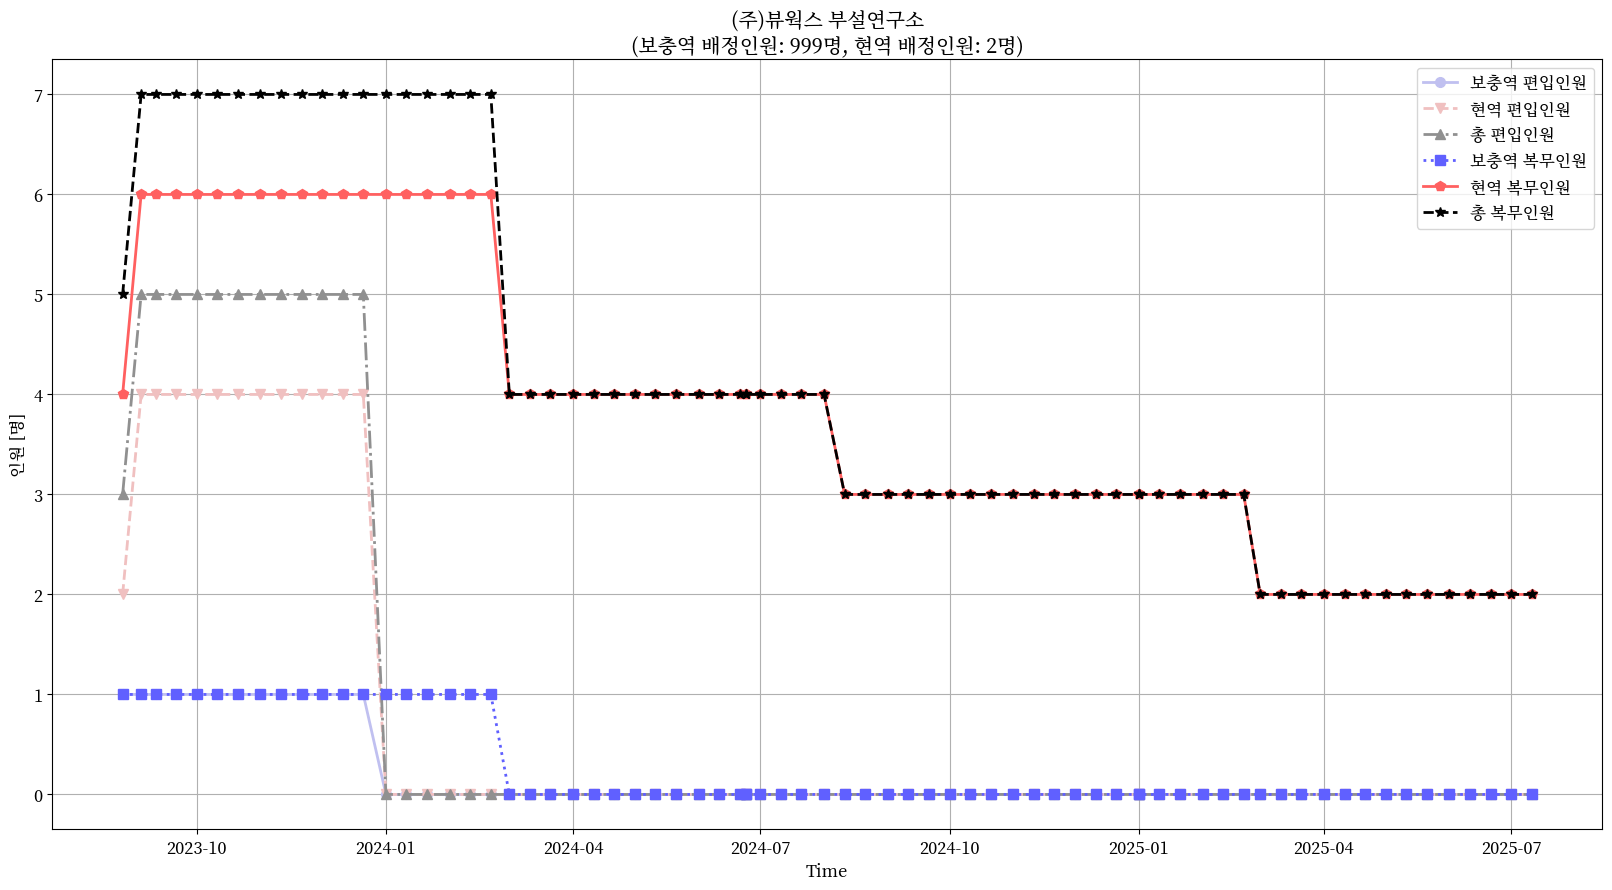 (주)뷰웍스 부설연구소
(보충역 배정인원: 999명, 현역 배정인원: 2명)
보충역 편입인원
현역 편입인원
총 편입인원
보충역 복무인원
현역 복무인원
총 복무인원
인원 [명]
7
6
5
4
3
2
1
0
2023-10
2024-01
2024-04
2024-07
2024-10
2025-01
2025-04
2025-07
Time